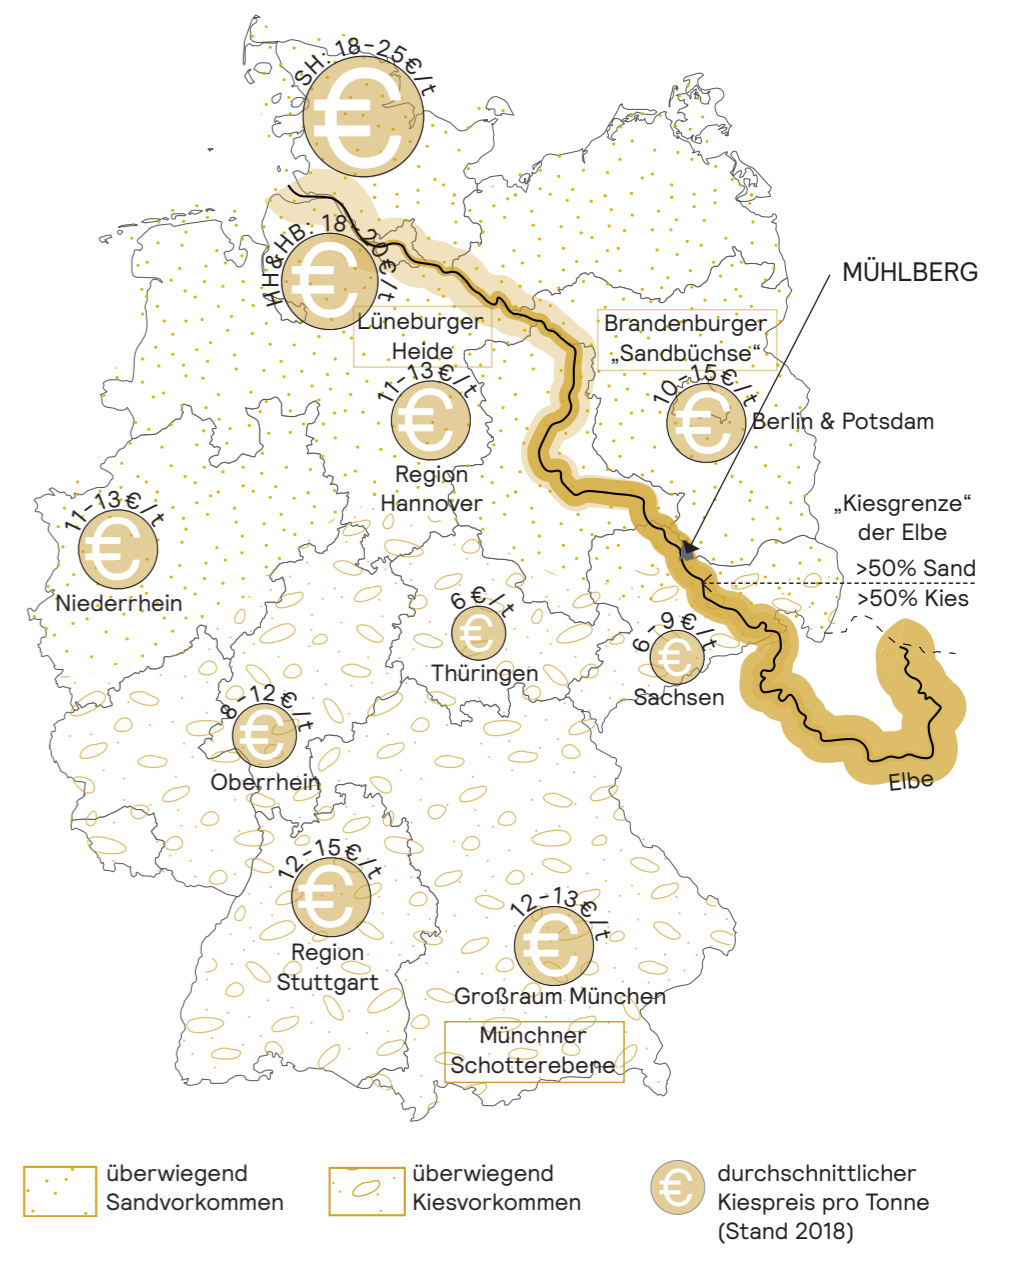 SH: 18-25€/t
HH&HB: 18-20€/t
MÜHLBERG
Lüneburger
Heide
Brandenburger
„Sandbüchse“
11-13€/t
Region
Hannover
10-15€/t
Berlin & Potsdam
„Kiesgrenze“
der Elbe
>50% Sand
>50% Kies
11-13€/t
Niederrhein
6€/t
Thüringen
6-9€/t
Sachsen
8-12€/t
Oberrhein
Elbe
12-15€/t
Region
Stuttgart
12-13€/t
Großraum München
Münchner
Schotterebene
überwiegend
Sandvorkommen
überwiegend
Kiesvorkommen
€
durchschnittlicher
Kiespreis pro Tonne
(Stand 2018)